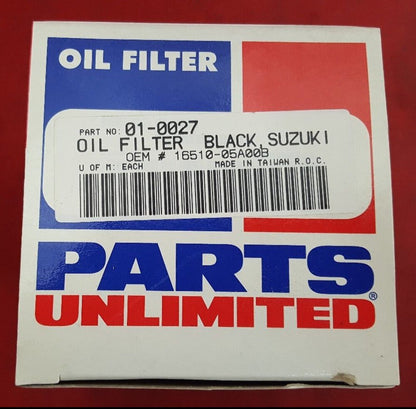 OIL FILTER
PART NO: 01-0027
OIL FILTER BLACK, SUZUKI
OEM # 16510-05A00B
U OF M: EACH MADE IN TAIWAN R.O.C.
PARTS
UNLIMITED®